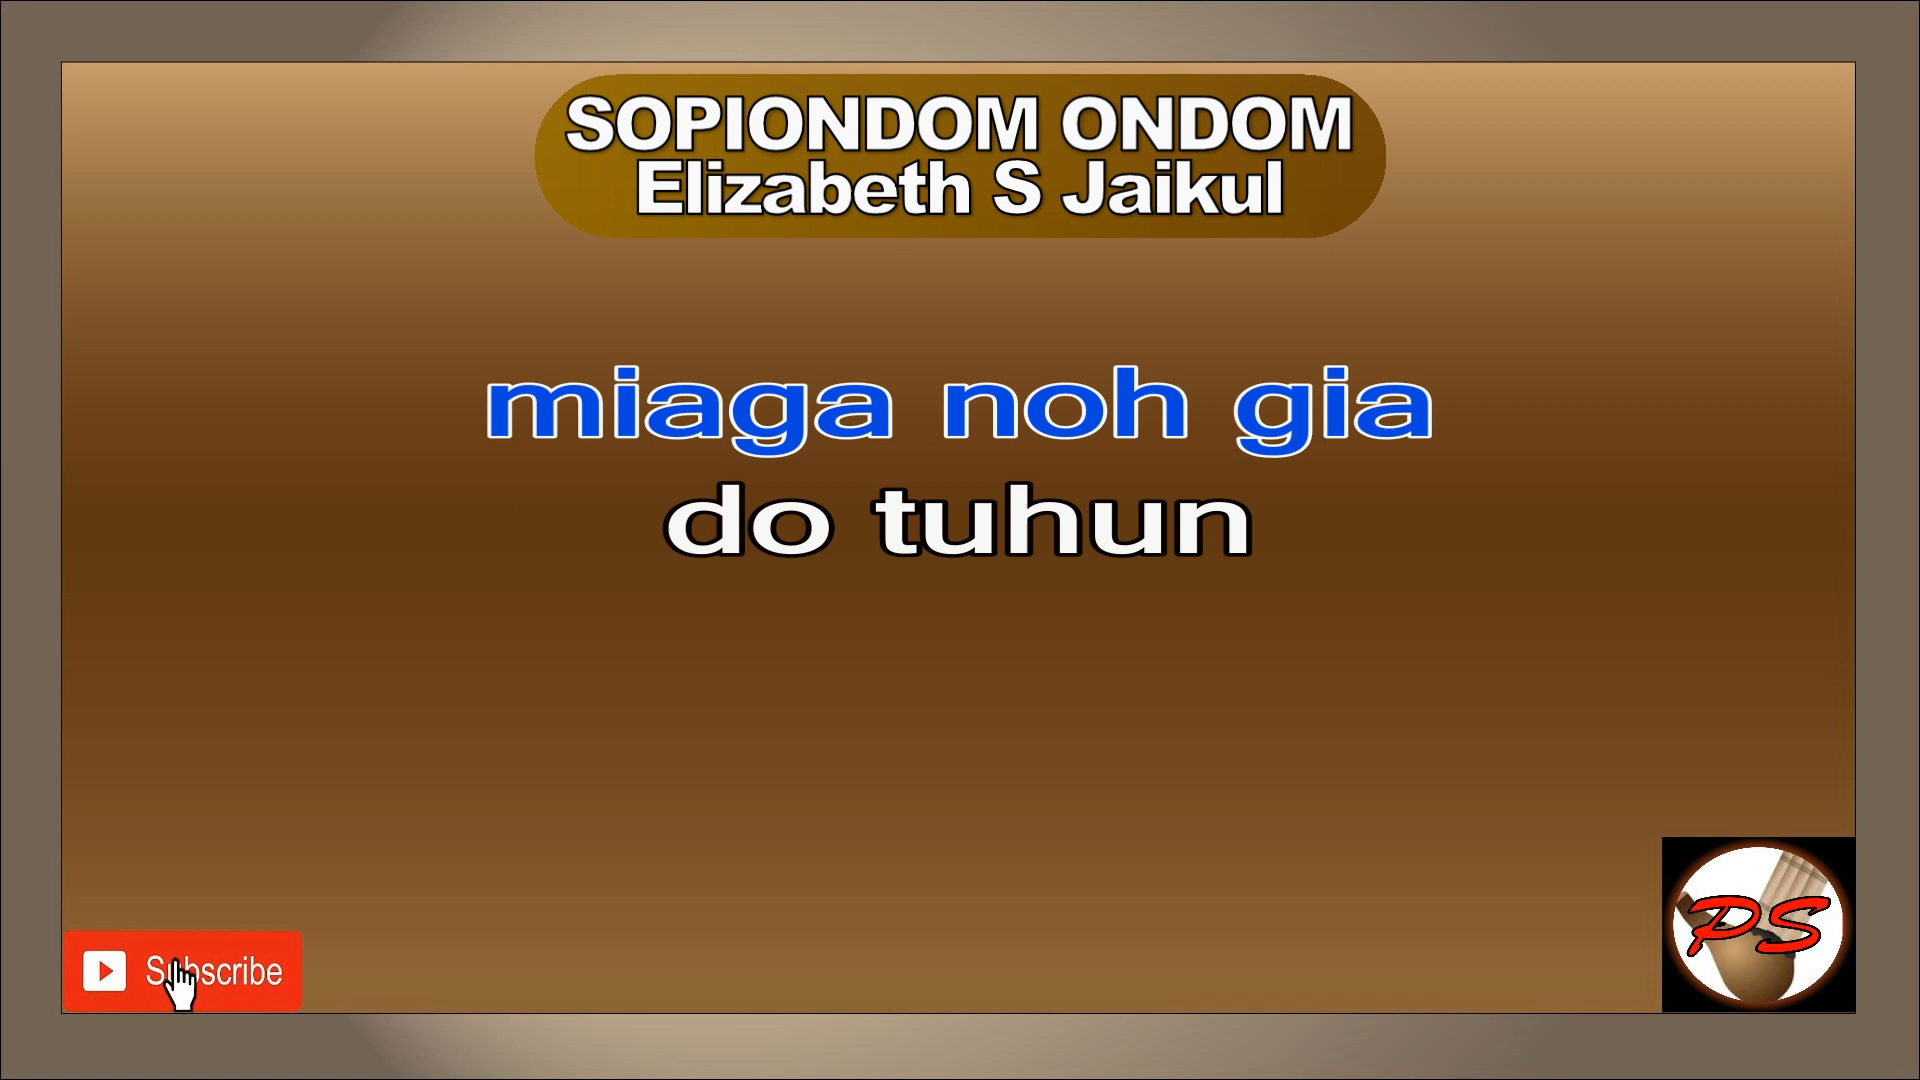 SOPIONDOM ONDOM
Elizabeth S Jaikul
miaga noh gia
do tuhun
Subscribe
PS